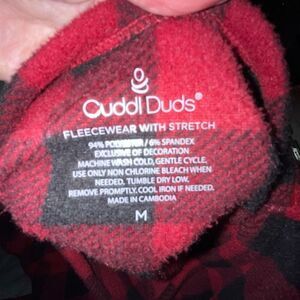 Cuddl Duds®
FLEECEWEAR WITH STRETCH
94% POLYESTER / 6% SPANDEX
EXCLUSIVE OF DECORATION
MACHINE WASH COLD, GENTLE CYCLE.
USE ONLY NON CHLORINE BLEACH WHEN
NEEDED. TUMBLE DRY LOW.
REMOVE PROMPTLY. COOL IRON IF NEEDED.
MADE IN CAMBODIA
M